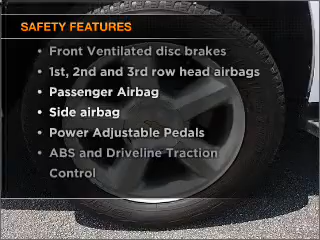 SAFETY FEATURES
• Front Ventilated disc brakes
• 1st, 2nd and 3rd row head airbags
• Passenger Airbag
• Side airbag
• Power Adjustable Pedals
• ABS and Driveline Traction
Control